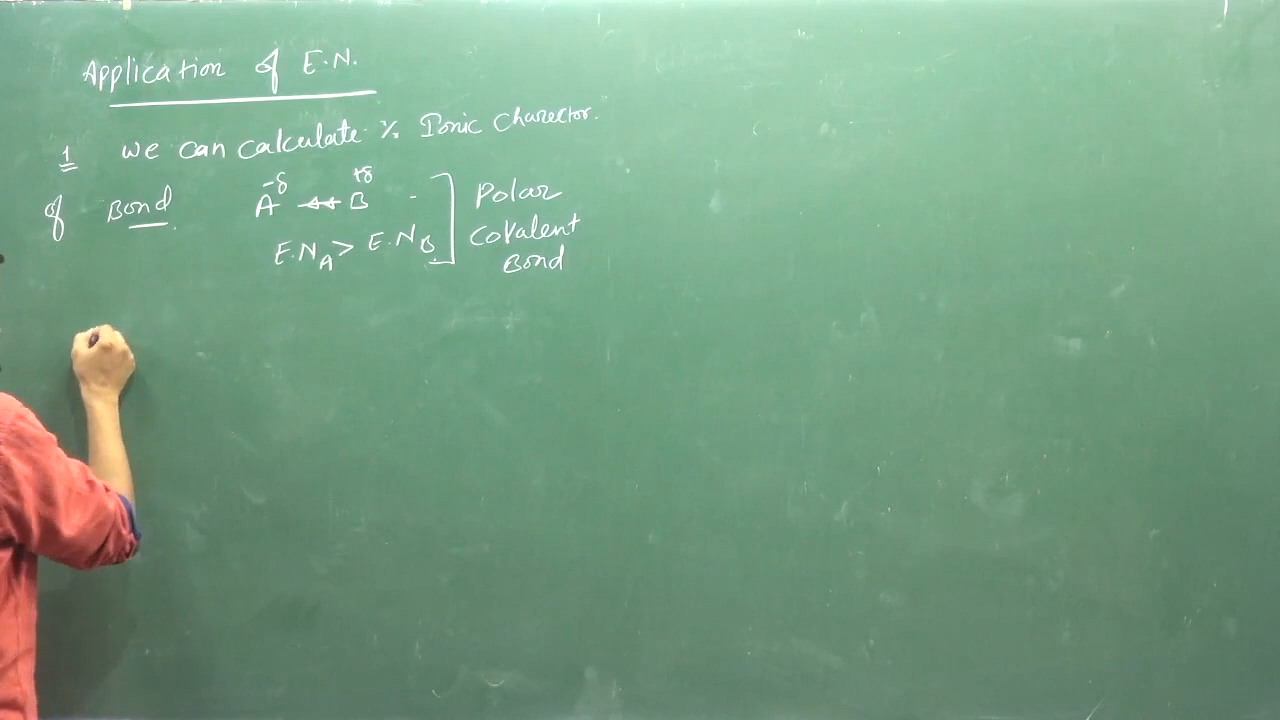 Application of E.N.
1 we can calculate % Ionic Charector.
of Bond
-δ +δ
A B
E.N_A > E.N_B
Polar
Covalent
Bond